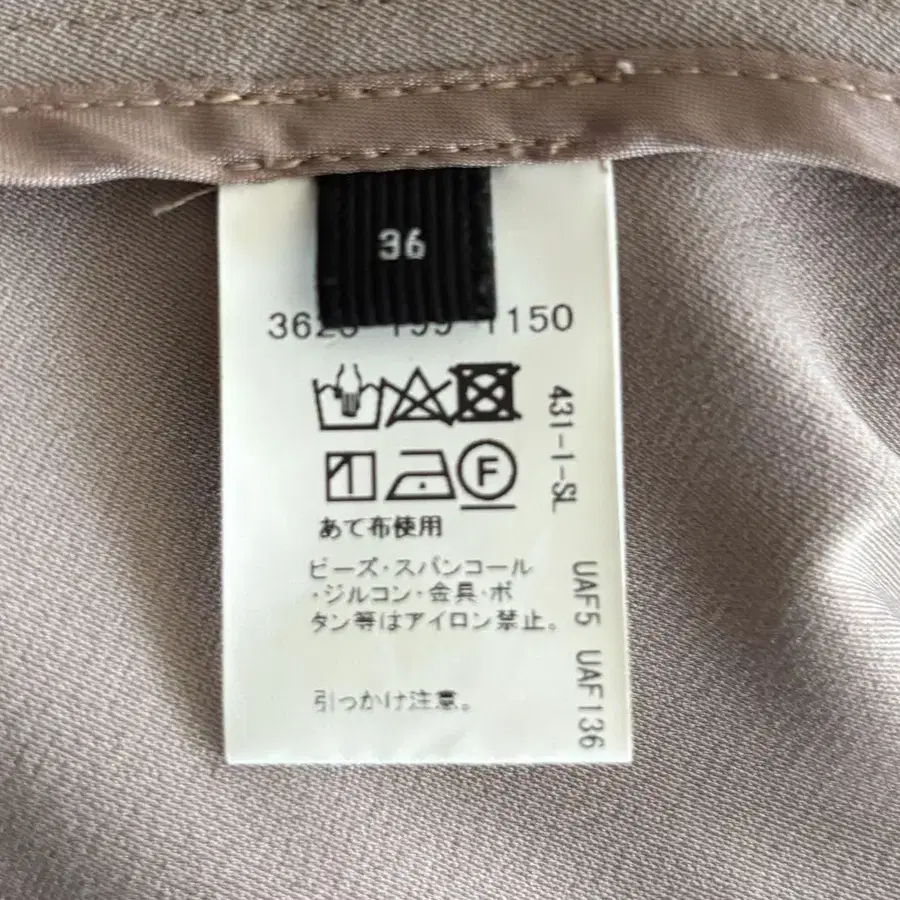 36
1150
F
あて布使用
ビーズ・スパンコール
・ジルコン・金具・ボ
タン等はアイロン禁止。
引っかけ注意。
431-1-SL
UAF5 UAF136